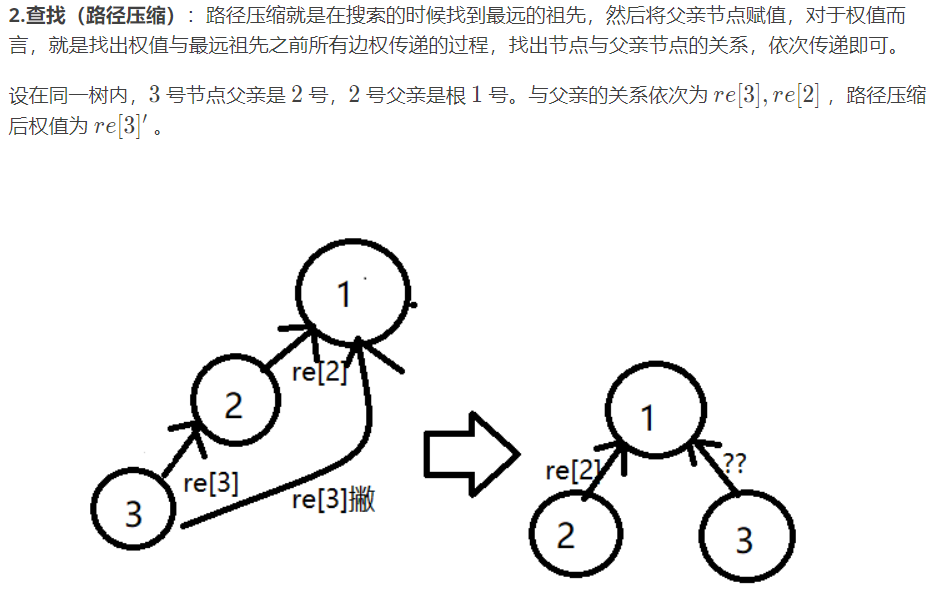 2.查找（路径压缩）：路径压缩就是在搜索的时候找到最远的祖先，然后将父亲节点赋值，对于权值而
言，就是找出权值与最远祖先之前所有边权传递的过程，找出节点与父亲节点的关系，依次传递即可。
设在同一树内，3 号节点父亲是 2 号，2 号父亲是根 1 号。与父亲的关系依次为 re[3], re[2] ，路径压缩
后权值为 re[3]′ 。
1
re[2]
2
re[3]
3
re[3]撇
1
re[2]
??
2
3